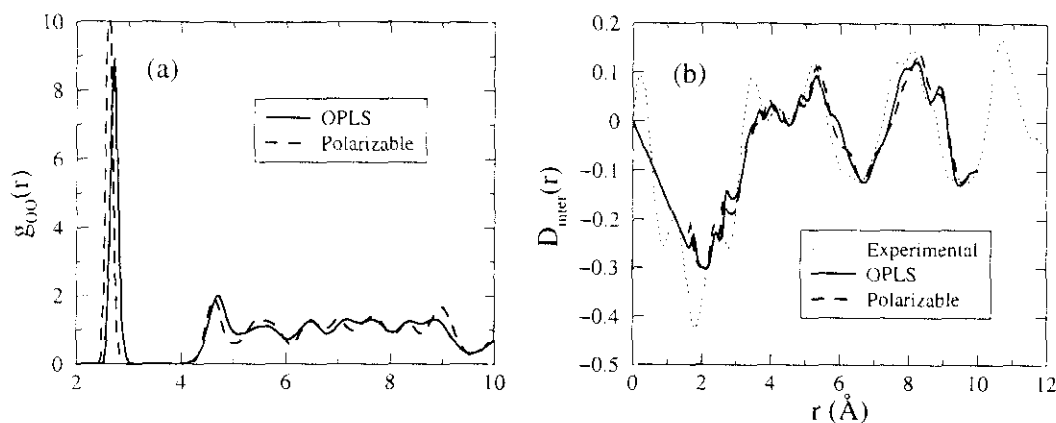 10
8
6
4
2
0
g_OO(r)
(a)
OPLS
Polarizable
2
4
6
8
10
0.2
0.1
0
-0.1
-0.2
-0.3
-0.4
-0.5
D_inter(r)
(b)
Experimental
OPLS
Polarizable
0
2
4
6
8
10
12
r (Å)